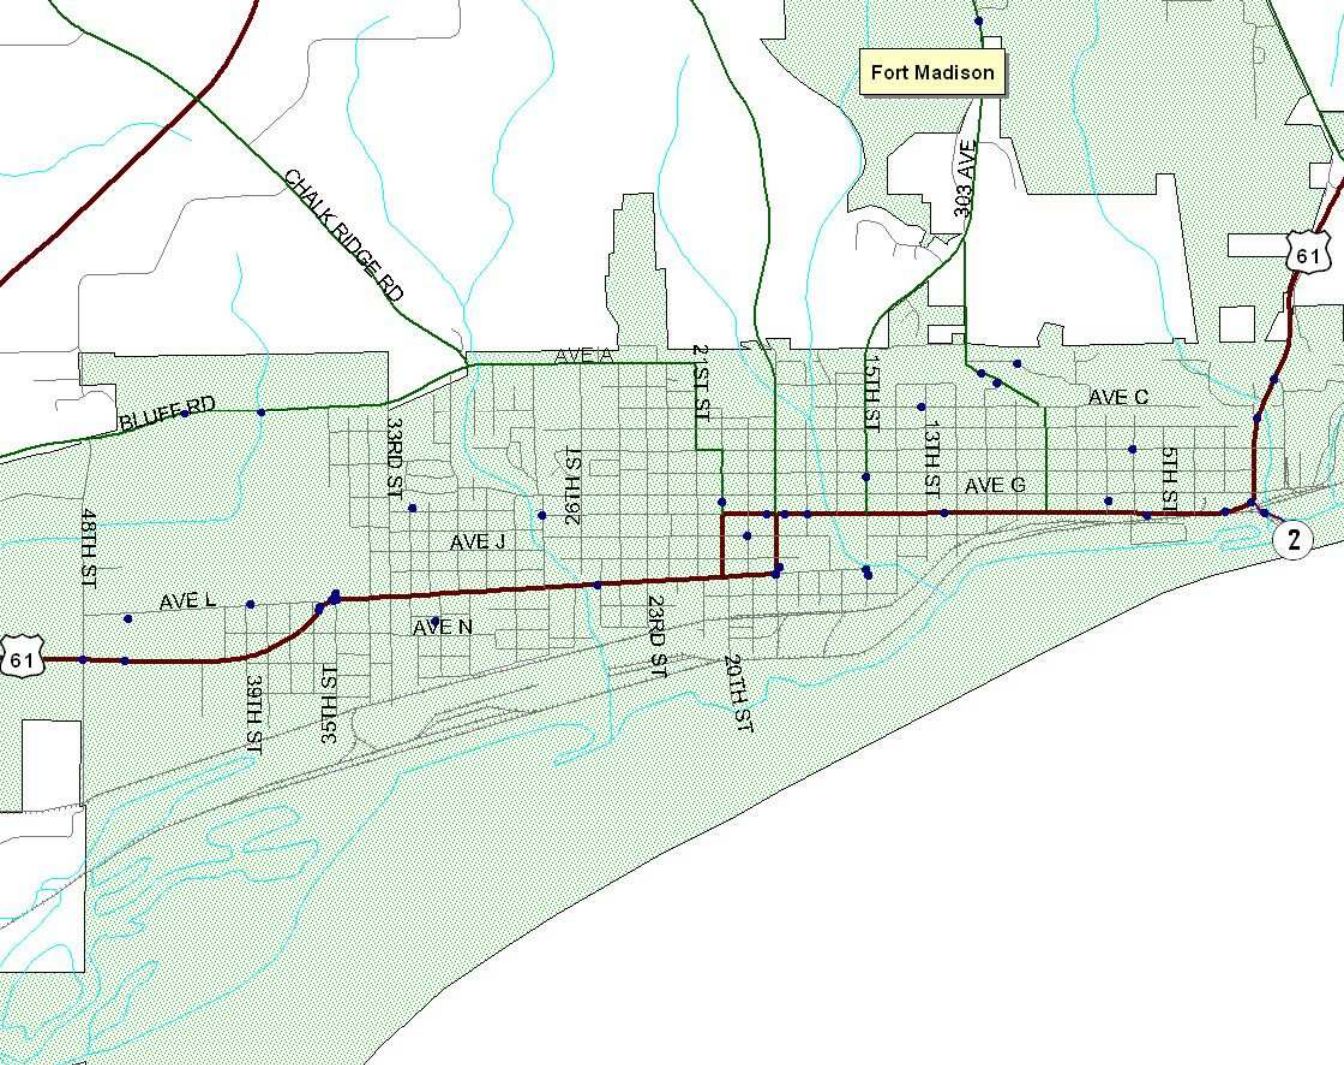 Fort Madison
303 AVE
CHALK RIDGE RD
61
AVE A
21ST ST
15TH ST
AVE C
BLUFF RD
33RD ST
13TH ST
26TH ST
5TH ST
AVE G
48TH ST
AVE J
2
AVE L
AVE N
23RD ST
61
39TH ST
35TH ST
20TH ST